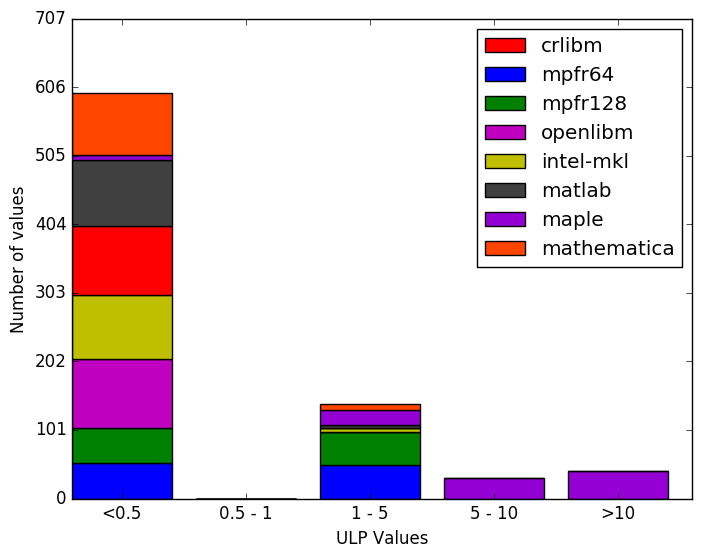 707
606
505
404
303
202
101
0
Number of values
crlibm
mpfr64
mpfr128
openlibm
intel-mkl
matlab
maple
mathematica
<0.5
0.5 - 1
1 - 5
5 - 10
>10
ULP Values